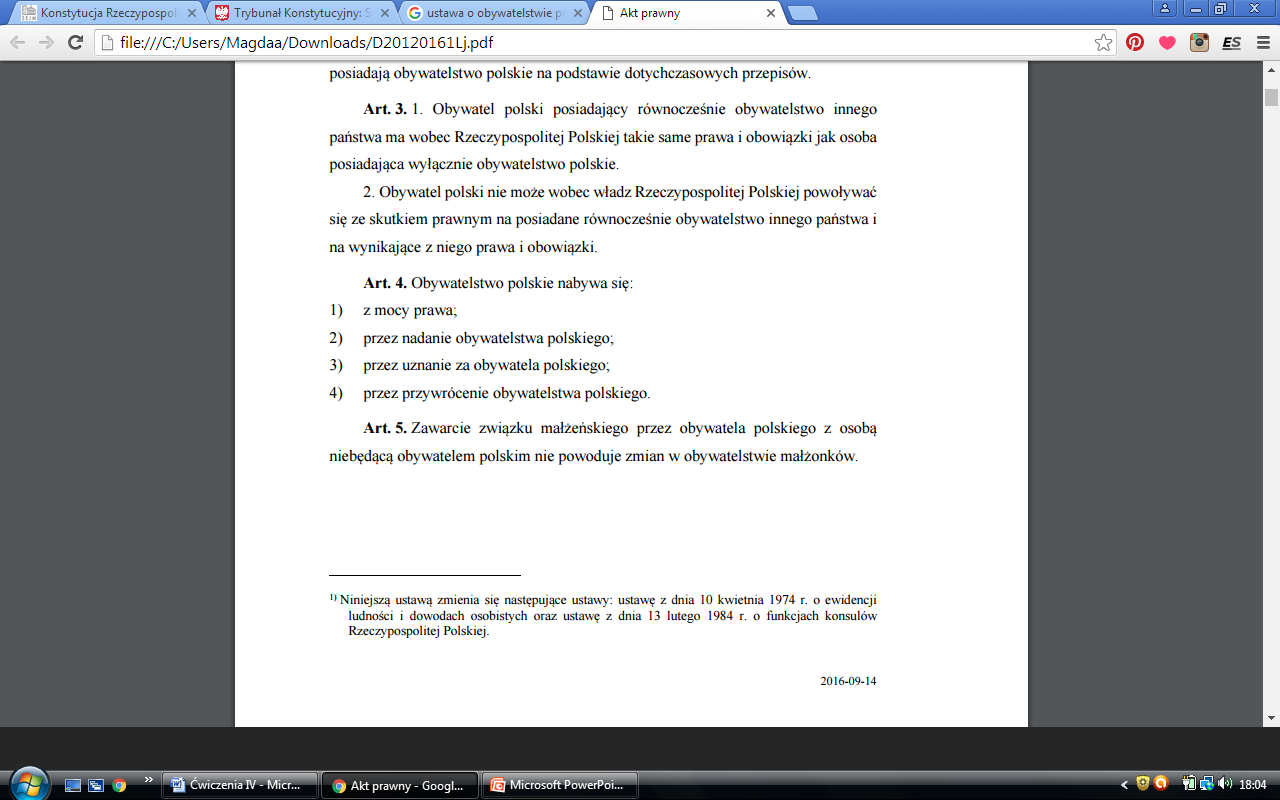 Konstytucja Rzeczypospol
Trybunał Konstytucyjny: S
ustawa o obywatelstwie p
Akt prawny
file:///C:/Users/Magdaa/Downloads/D20120161Lj.pdf
ES
posiadają obywatelstwo polskie na podstawie dotychczasowych przepisów.
Art. 3. 1. Obywatel polski posiadający równocześnie obywatelstwo innego
państwa ma wobec Rzeczypospolitej Polskiej takie same prawa i obowiązki jak osoba
posiadająca wyłącznie obywatelstwo polskie.
2. Obywatel polski nie może wobec władz Rzeczypospolitej Polskiej powoływać
się ze skutkiem prawnym na posiadane równocześnie obywatelstwo innego państwa i
na wynikające z niego prawa i obowiązki.
Art. 4. Obywatelstwo polskie nabywa się:
1) z mocy prawa;
2) przez nadanie obywatelstwa polskiego;
3) przez uznanie za obywatela polskiego;
4) przez przywrócenie obywatelstwa polskiego.
Art. 5. Zawarcie związku małżeńskiego przez obywatela polskiego z osobą
niebędącą obywatelem polskim nie powoduje zmian w obywatelstwie małżonków.
1) Niniejszą ustawą zmienia się następujące ustawy: ustawę z dnia 10 kwietnia 1974 r. o ewidencji
ludności i dowodach osobistych oraz ustawę z dnia 13 lutego 1984 r. o funkcjach konsulów
Rzeczypospolitej Polskiej.
2016-09-14
Ćwiczenia IV - Micr...
Akt prawny - Googl...
Microsoft PowerPoi...
18:04